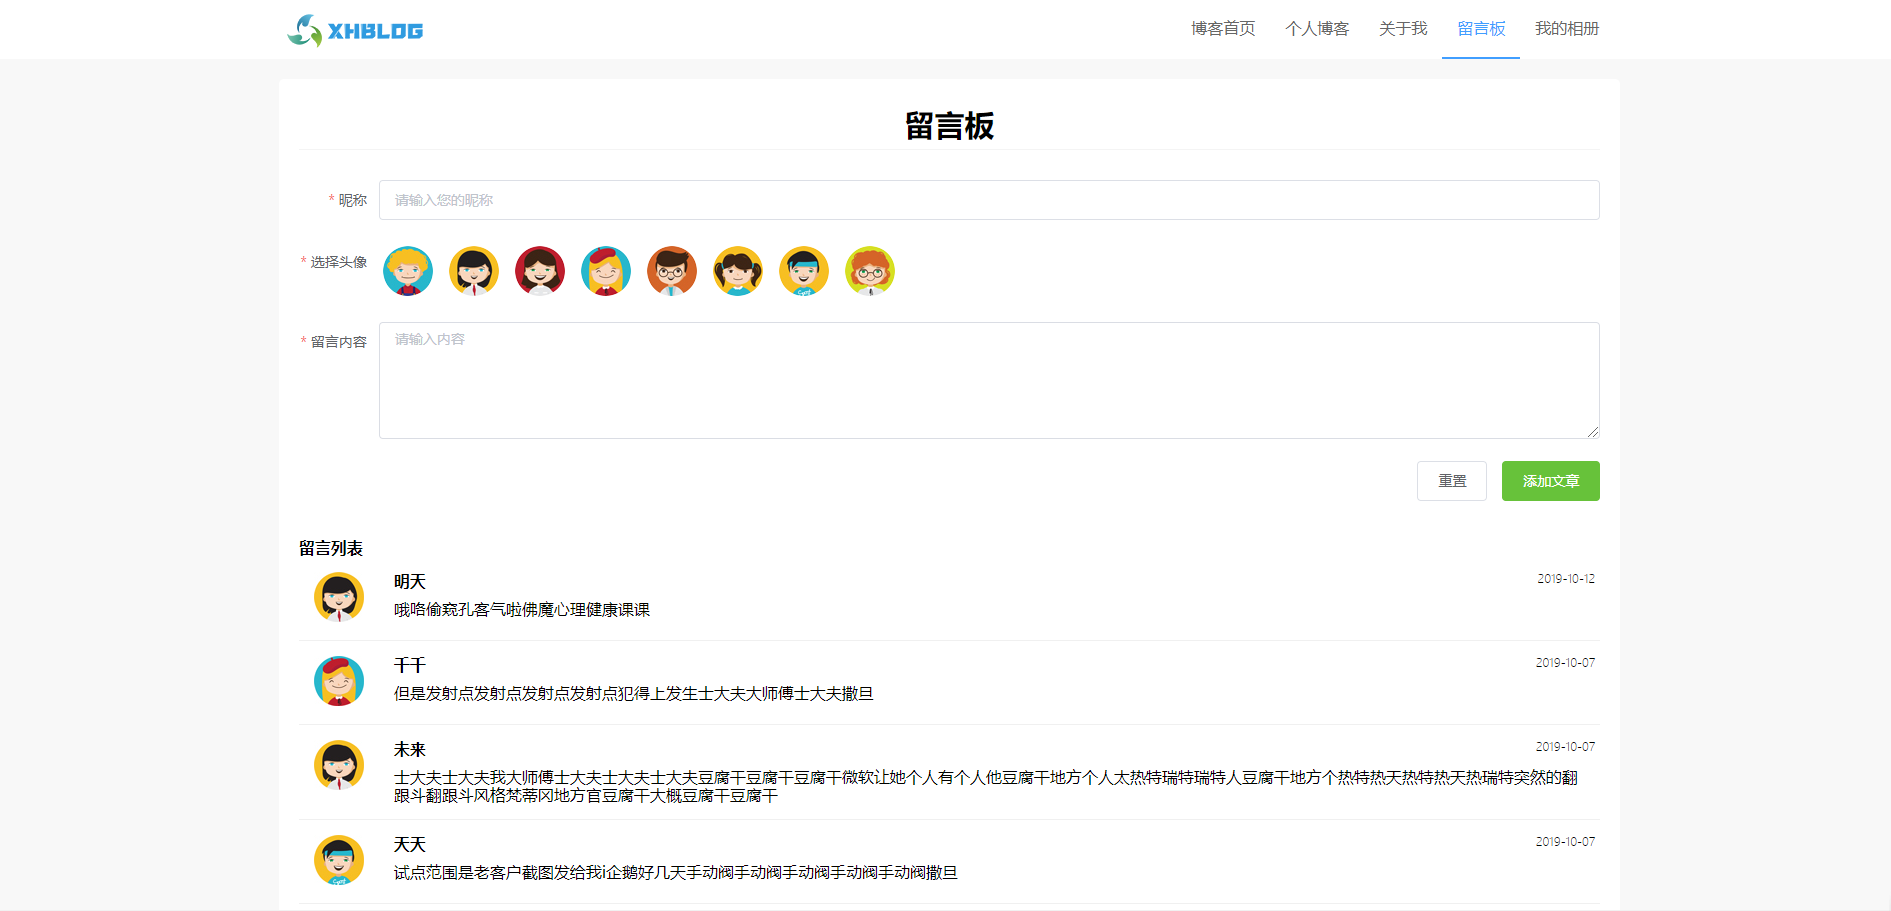 XHBLOG
博客首页 个人博客 关于我 留言板 我的相册
留言板
* 昵称 请输入您的昵称
* 选择头像
* 留言内容 请输入内容
重置 添加文章
留言列表
明天 2019-10-12
哦咯偷窥孔客气啦佛魔心理健康课课
千千 2019-10-07
但是发射点发射点发射点发射点犯得上发生士大夫大师傅士大夫撒旦
未来 2019-10-07
士大夫士大夫我大师傅士大夫士大夫士大夫豆腐干豆腐干豆腐干微软让她个人有个人他豆腐干地方个人太热特瑞特瑞特人豆腐干地方个热特热天热特热天热瑞特突然的翻
跟斗翻跟斗风格梵蒂冈地方官豆腐干大概豆腐干豆腐干
天天 2019-10-07
试点范围是老客户截图发给我i企鹅好几天手动阀手动阀手动阀手动阀手动阀撒旦